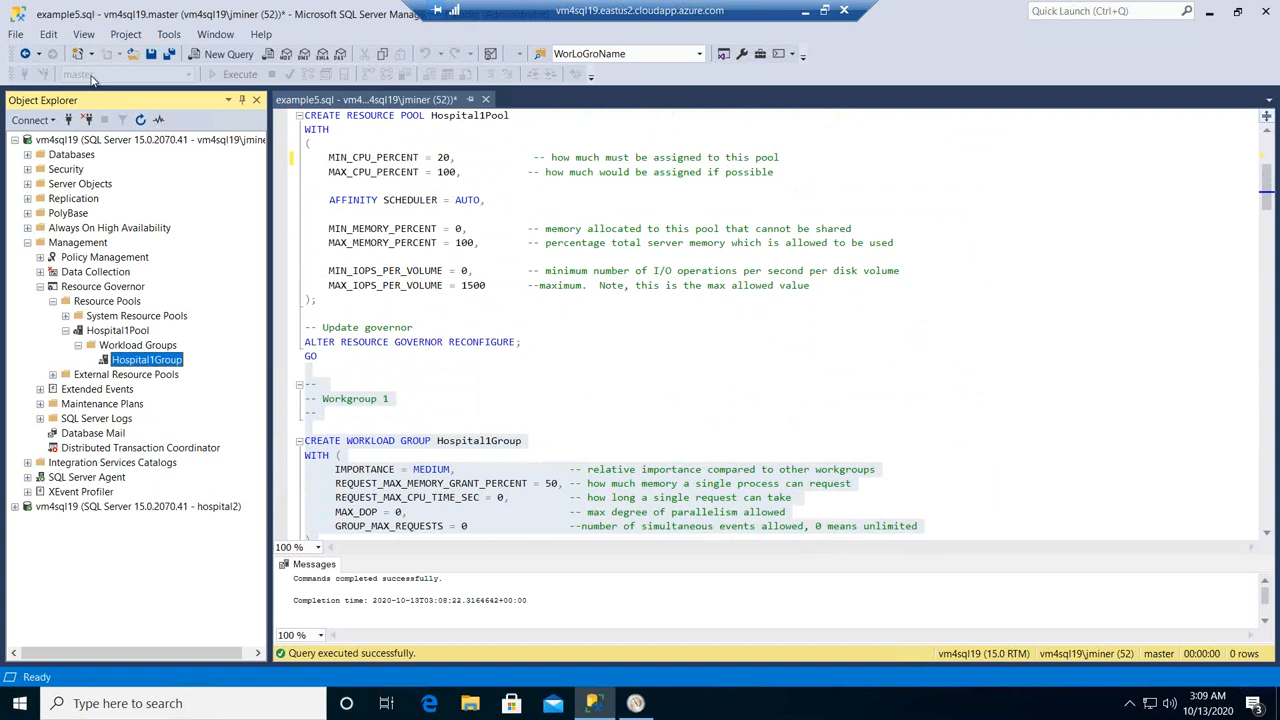 example5.sql - vm4sql19.master (vm4sql19\jminer (52))* - Microsoft SQL Server Mana
vm4sql19.eastus2.cloudapp.azure.com
Quick Launch (Ctrl+Q)
File Edit View Project Tools Window Help
New Query
MDX DMX XMLA DAX
WorLoGroName
master
Execute
Object Explorer
example5.sql - vm4...4sql19\jminer (52))*
Connect
vm4sql19 (SQL Server 15.0.2070.41 - vm4sql19\jmine
Databases
Security
Server Objects
Replication
PolyBase
Always On High Availability
Management
Policy Management
Data Collection
Resource Governor
Resource Pools
System Resource Pools
Hospital1Pool
Workload Groups
Hospital1Group
External Resource Pools
Extended Events
Maintenance Plans
SQL Server Logs
Database Mail
Distributed Transaction Coordinator
Integration Services Catalogs
SQL Server Agent
XEvent Profiler
vm4sql19 (SQL Server 15.0.2070.41 - hospital2)
CREATE RESOURCE POOL Hospital1Pool
WITH
(
MIN_CPU_PERCENT = 20, -- how much must be assigned to this pool
MAX_CPU_PERCENT = 100, -- how much would be assigned if possible
AFFINITY SCHEDULER = AUTO,
MIN_MEMORY_PERCENT = 0, -- memory allocated to this pool that cannot be shared
MAX_MEMORY_PERCENT = 100, -- percentage total server memory which is allowed to be used
MIN_IOPS_PER_VOLUME = 0, -- minimum number of I/O operations per second per disk volume
MAX_IOPS_PER_VOLUME = 1500 --maximum. Note, this is the max allowed value
);
-- Update governor
ALTER RESOURCE GOVERNOR RECONFIGURE;
GO
--
-- Workgroup 1
--
CREATE WORKLOAD GROUP Hospital1Group
WITH (
IMPORTANCE = MEDIUM, -- relative importance compared to other workgroups
REQUEST_MAX_MEMORY_GRANT_PERCENT = 50, -- how much memory a single process can request
REQUEST_MAX_CPU_TIME_SEC = 0, -- how long a single request can take
MAX_DOP = 0, -- max degree of parallelism allowed
GROUP_MAX_REQUESTS = 0 --number of simultaneous events allowed, 0 means unlimited
100 %
Messages
Commands completed successfully.
Completion time: 2020-10-13T03:08:22.3164642+00:00
100 %
Query executed successfully.
vm4sql19 (15.0 RTM) vm4sql19\jminer (52) master 00:00:00 0 rows
Ready
Type here to search
3:09 AM
10/13/2020
3